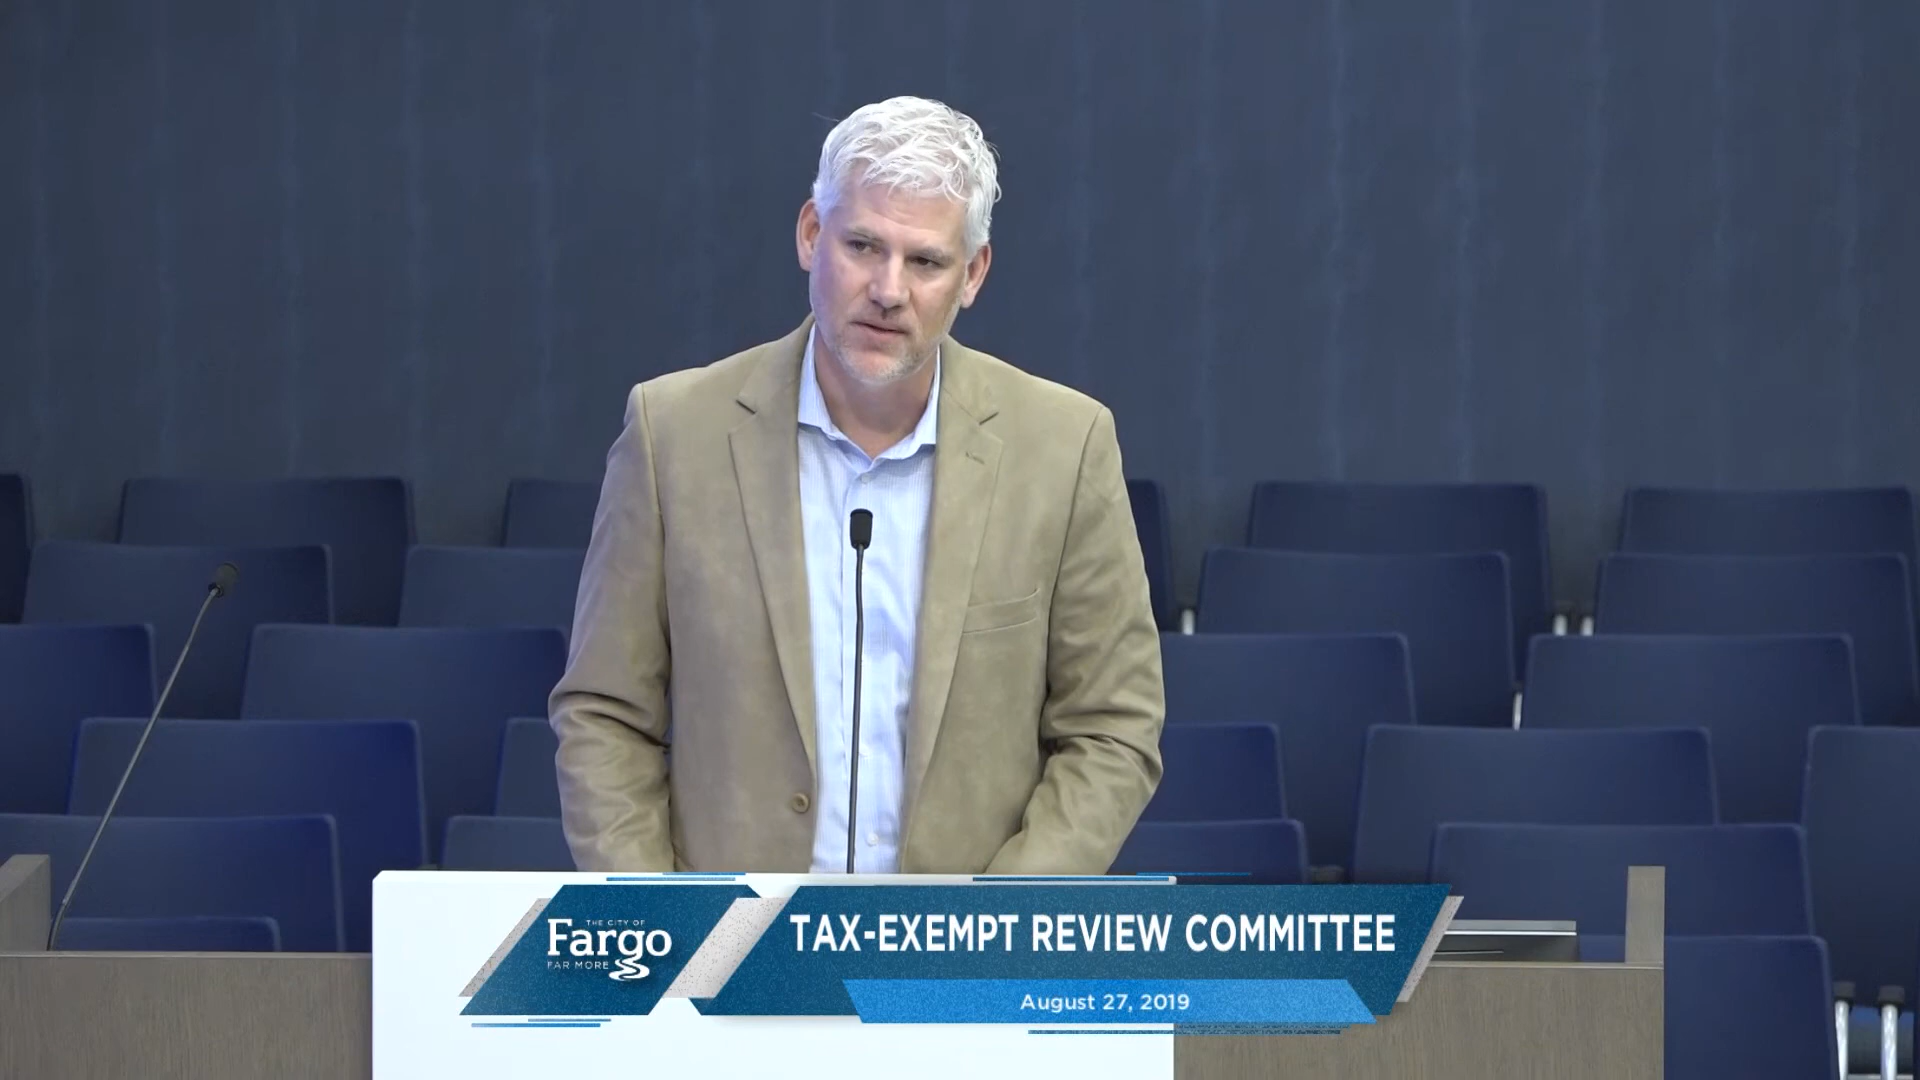 THE CITY OF
Fargo
FAR MORE
TAX-EXEMPT REVIEW COMMITTEE
August 27, 2019